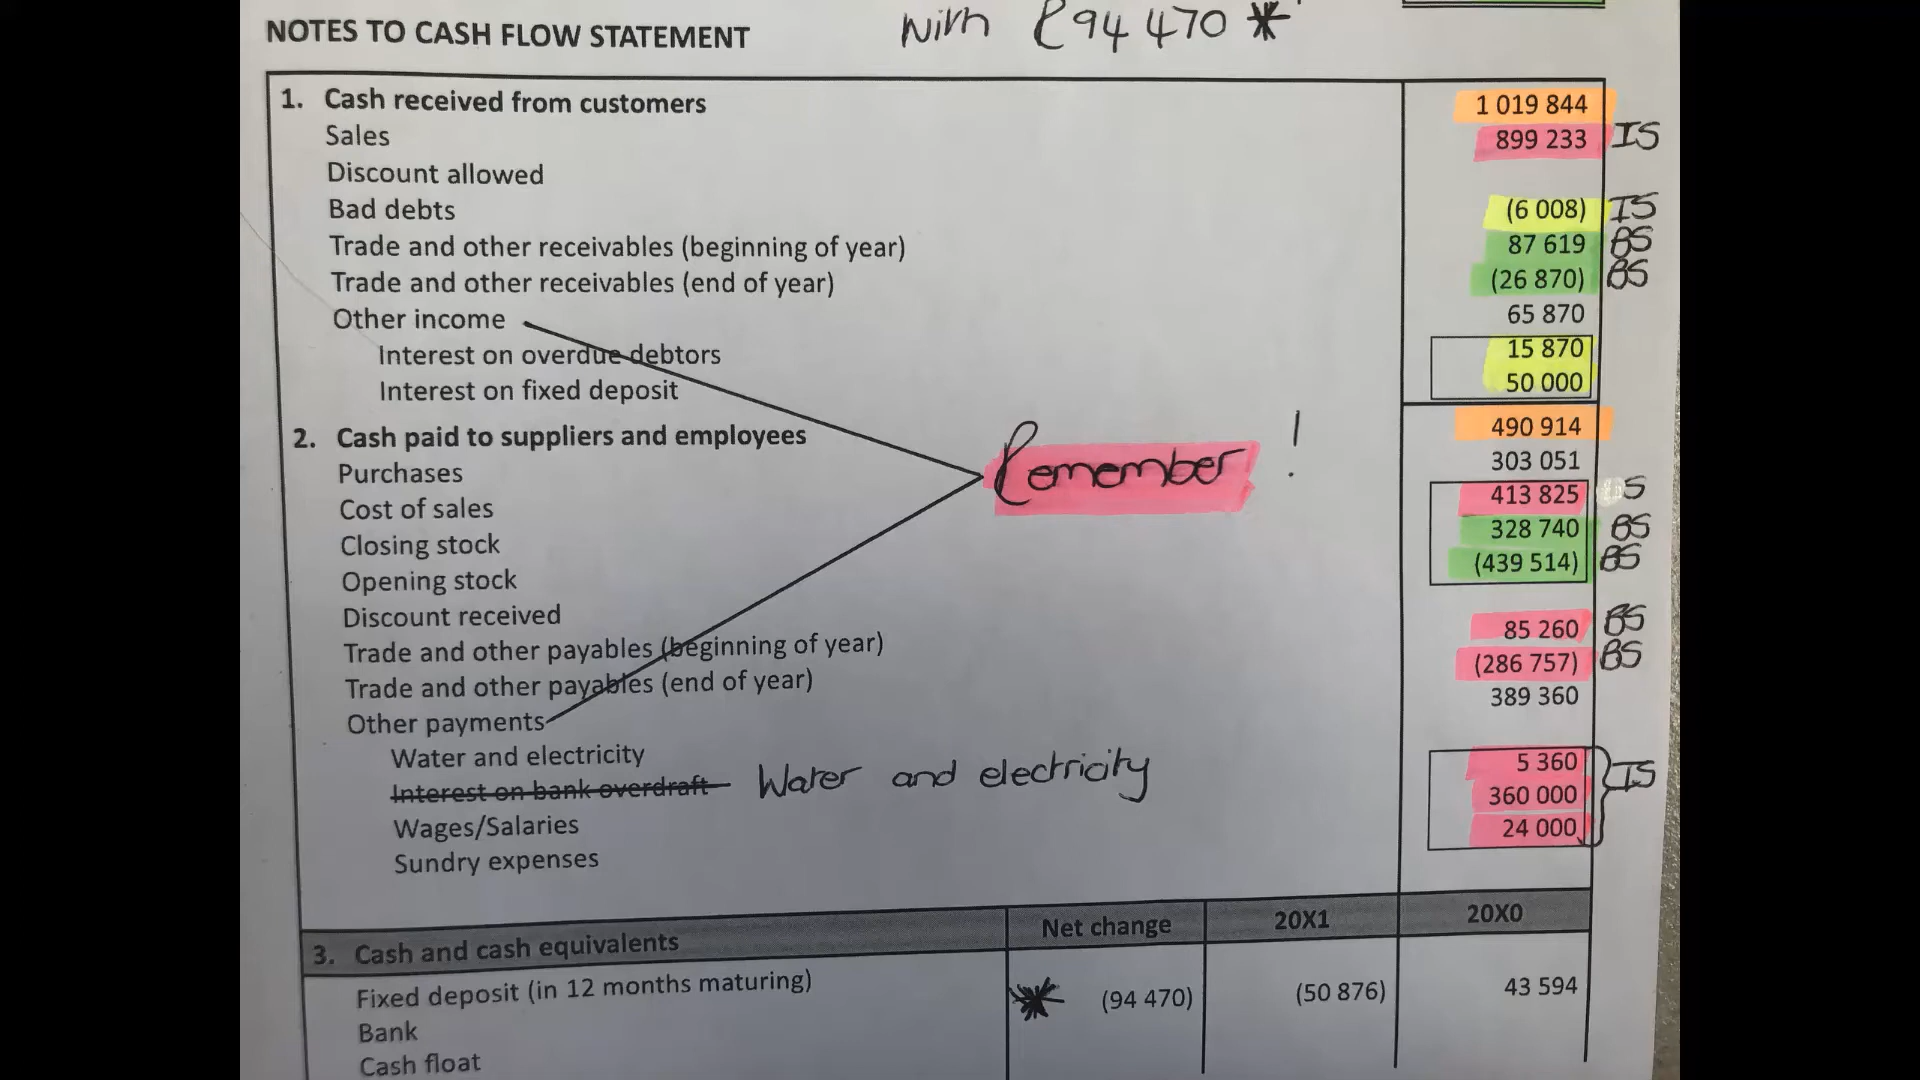 NOTES TO CASH FLOW STATEMENT with R94 470 *
1. Cash received from customers 1 019 844
Sales 899 233 IS
Discount allowed
Bad debts (6 008) IS
Trade and other receivables (beginning of year) 87 619 BS
Trade and other receivables (end of year) (26 870) BS
Other income 65 870
Interest on overdue debtors 15 870
Interest on fixed deposit 50 000
2. Cash paid to suppliers and employees 490 914
Remember !
Purchases 303 051
Cost of sales 413 825 S
Closing stock 328 740 BS
Opening stock (439 514) BS
Discount received
Trade and other payables (beginning of year) 85 260 BS
Trade and other payables (end of year) (286 757) BS
Other payments 389 360
Water and electricity 5 360 IS
Interest on bank overdraft Water and electricity
Wages/Salaries 360 000
Sundry expenses 24 000
3. Cash and cash equivalents Net change 20X1 20X0
Fixed deposit (in 12 months maturing) * (94 470) (50 876) 43 594
Bank
Cash float